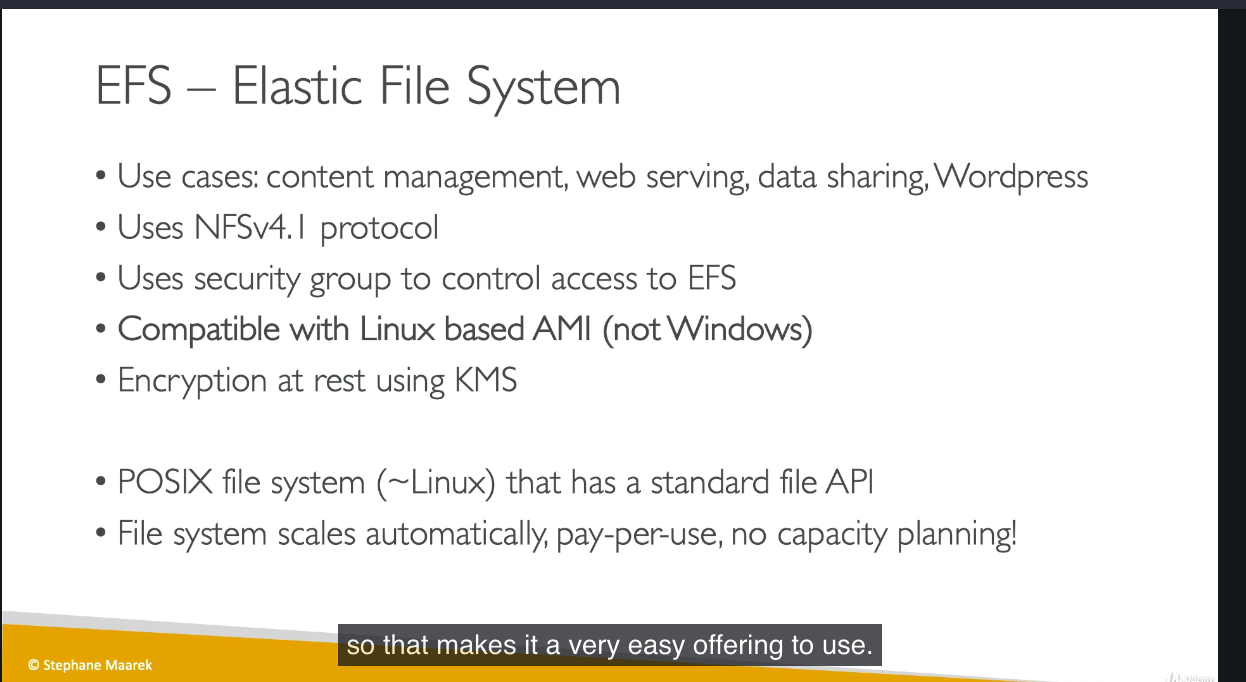 EFS – Elastic File System
• Use cases: content management, web serving, data sharing, Wordpress
• Uses NFSv4.1 protocol
• Uses security group to control access to EFS
• Compatible with Linux based AMI (not Windows)
• Encryption at rest using KMS
• POSIX file system (~Linux) that has a standard file API
• File system scales automatically, pay-per-use, no capacity planning!
so that makes it a very easy offering to use.
© Stephane Maarek